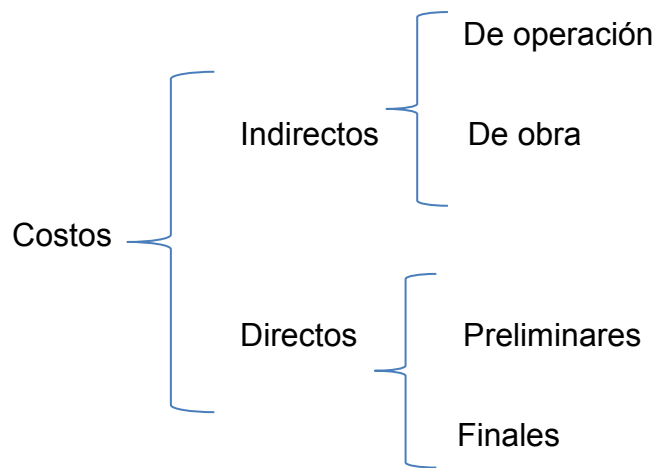 De operación
Indirectos
De obra
Costos
Directos
Preliminares
Finales